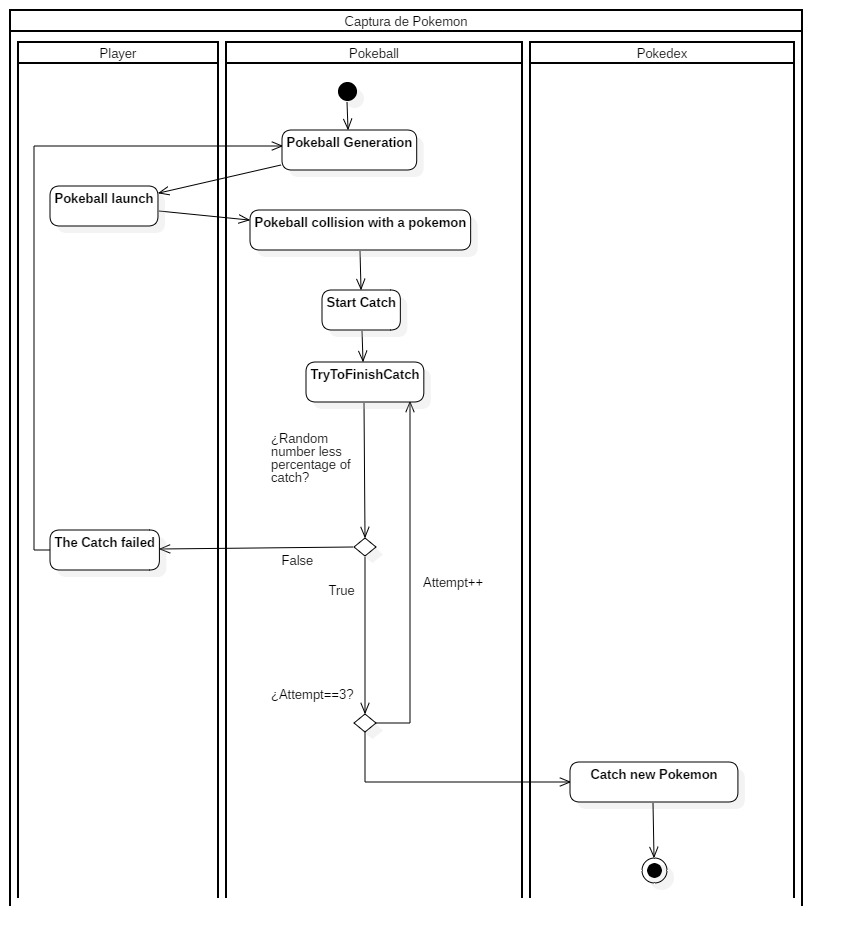 Captura de Pokemon
Player
Pokeball
Pokedex
Pokeball Generation
Pokeball launch
Pokeball collision with a pokemon
Start Catch
TryToFinishCatch
¿Random
number less
percentage of
catch?
The Catch failed
False
True
Attempt++
¿Attempt==3?
Catch new Pokemon